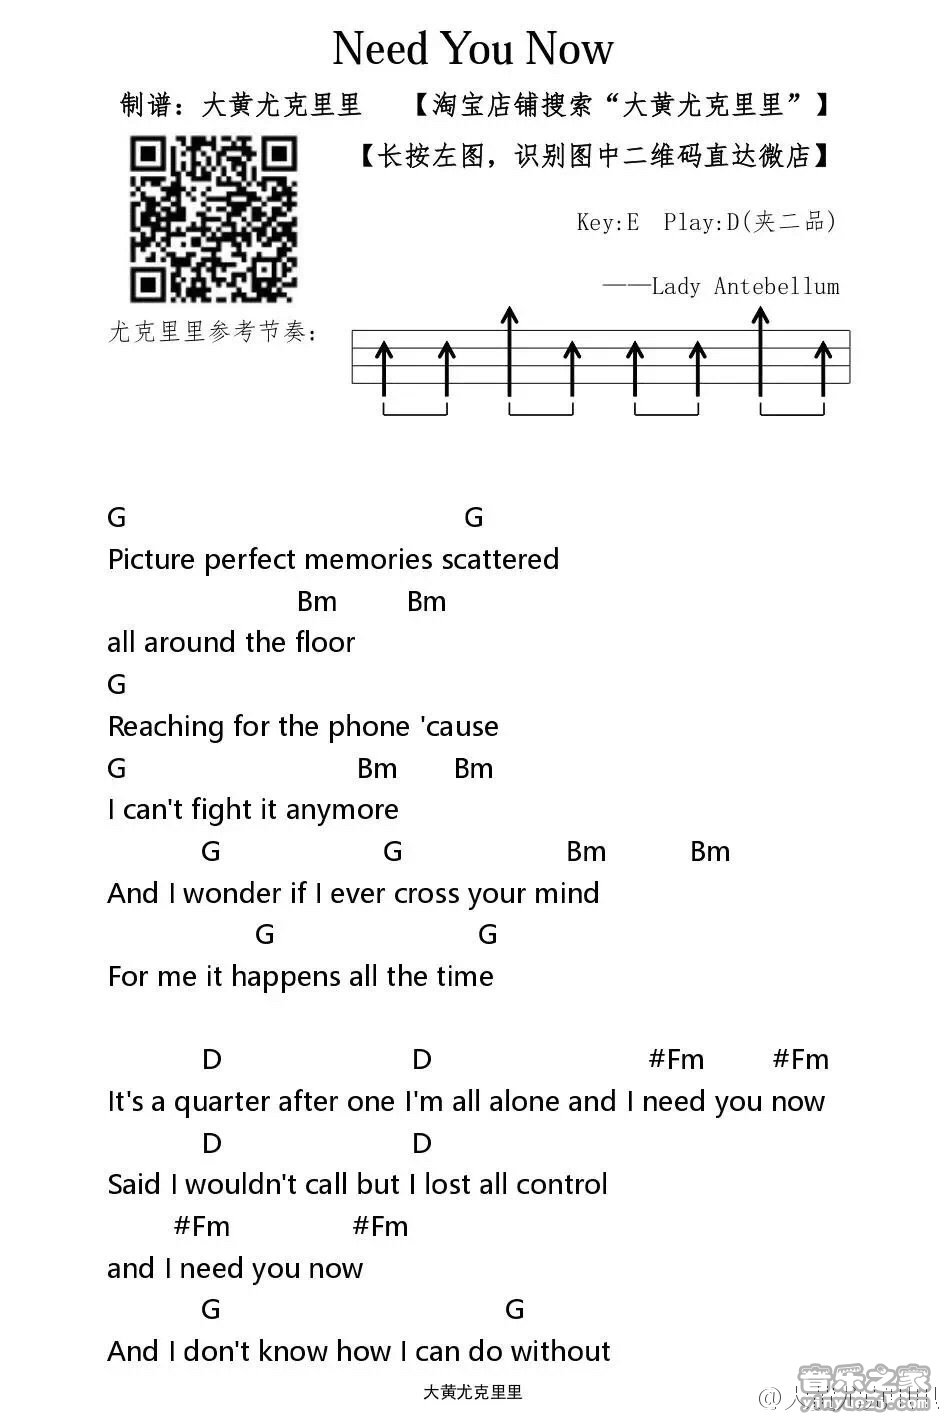 Need You Now
制谱：大黄尤克里里 【淘宝店铺搜索“大黄尤克里里”】
【长按左图，识别图中二维码直达微店】
Key:E Play:D(夹二品)
——Lady Antebellum
尤克里里参考节奏：
G G
Picture perfect memories scattered
Bm Bm
all around the floor
G
Reaching for the phone 'cause
G Bm Bm
I can't fight it anymore
G G Bm Bm
And I wonder if I ever cross your mind
G G
For me it happens all the time
D D #Fm #Fm
It's a quarter after one I'm all alone and I need you now
D D
Said I wouldn't call but I lost all control
#Fm #Fm
and I need you now
G G
And I don't know how I can do without
大黄尤克里里
音乐之家